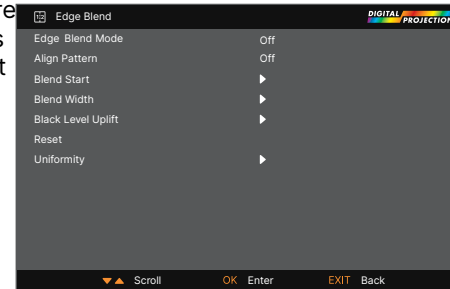 re
s
t
Edge Blend
DIGITAL PROJECTION
Edge Blend Mode Off
Align Pattern Off
Blend Start
Blend Width
Black Level Uplift
Reset
Uniformity
Scroll OK Enter EXIT Back